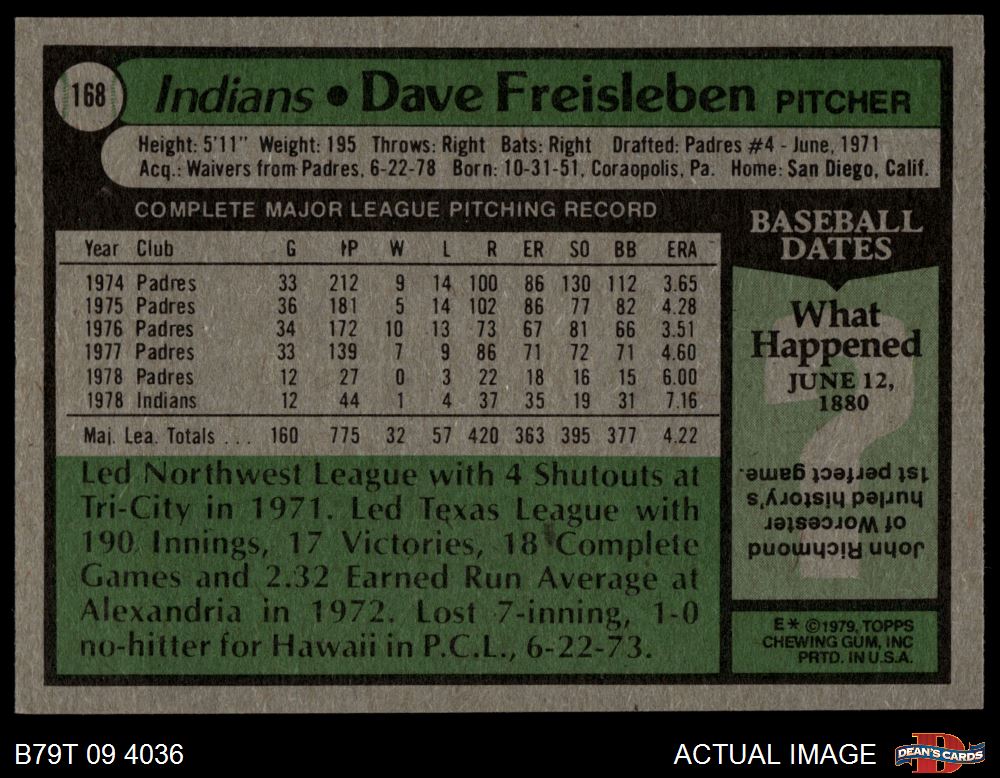 168
Indians • Dave Freisleben PITCHER
Height: 5'11" Weight: 195 Throws: Right Bats: Right Drafted: Padres #4 - June, 1971
Acq.: Waivers from Padres, 6-22-78 Born: 10-31-51, Coraopolis, Pa. Home: San Diego, Calif.
COMPLETE MAJOR LEAGUE PITCHING RECORD
Year Club G IP W L R ER SO BB ERA
1974 Padres 33 212 9 14 100 86 130 112 3.65
1975 Padres 36 181 5 14 102 86 77 82 4.28
1976 Padres 34 172 10 13 73 67 81 66 3.51
1977 Padres 33 139 7 9 86 71 72 71 4.60
1978 Padres 12 27 0 3 22 18 16 15 6.00
1978 Indians 12 44 1 4 37 35 19 31 7.16
Maj. Lea. Totals ... 160 775 32 57 420 363 395 377 4.22
Led Northwest League with 4 Shutouts at
Tri-City in 1971. Led Texas League with
190 Innings, 17 Victories, 18 Complete
Games and 2.32 Earned Run Average at
Alexandria in 1972. Lost 7-inning, 1-0
no-hitter for Hawaii in P.C.L., 6-22-73.
BASEBALL
DATES
What
Happened
JUNE 12,
1880
?
John Richmond
of Worcester
hurled history's
1st perfect game.
E* ©1979, TOPPS
CHEWING GUM, INC
PRTD. IN U.S.A.
B79T 09 4036
ACTUAL IMAGE
DEAN'S CARDS